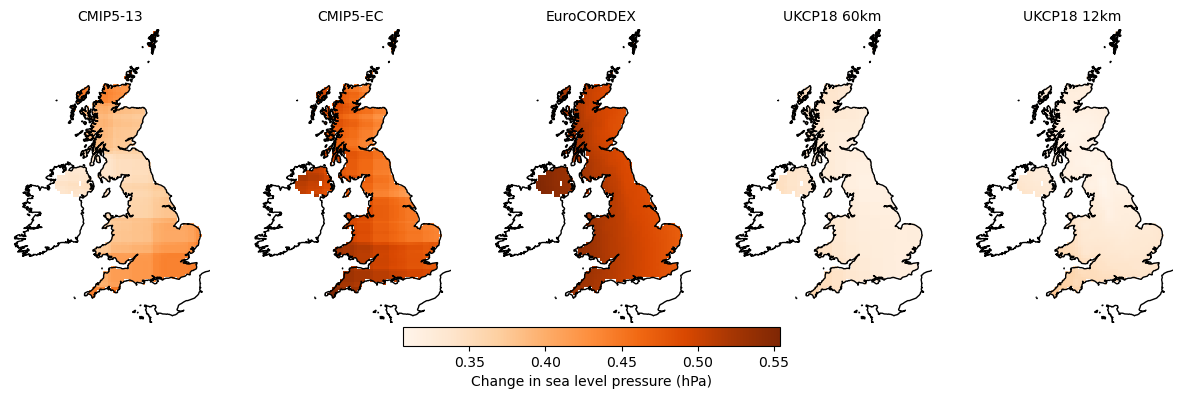 CMIP5-13 CMIP5-EC EuroCORDEX UKCP18 60km UKCP18 12km
0.35 0.40 0.45 0.50 0.55
Change in sea level pressure (hPa)